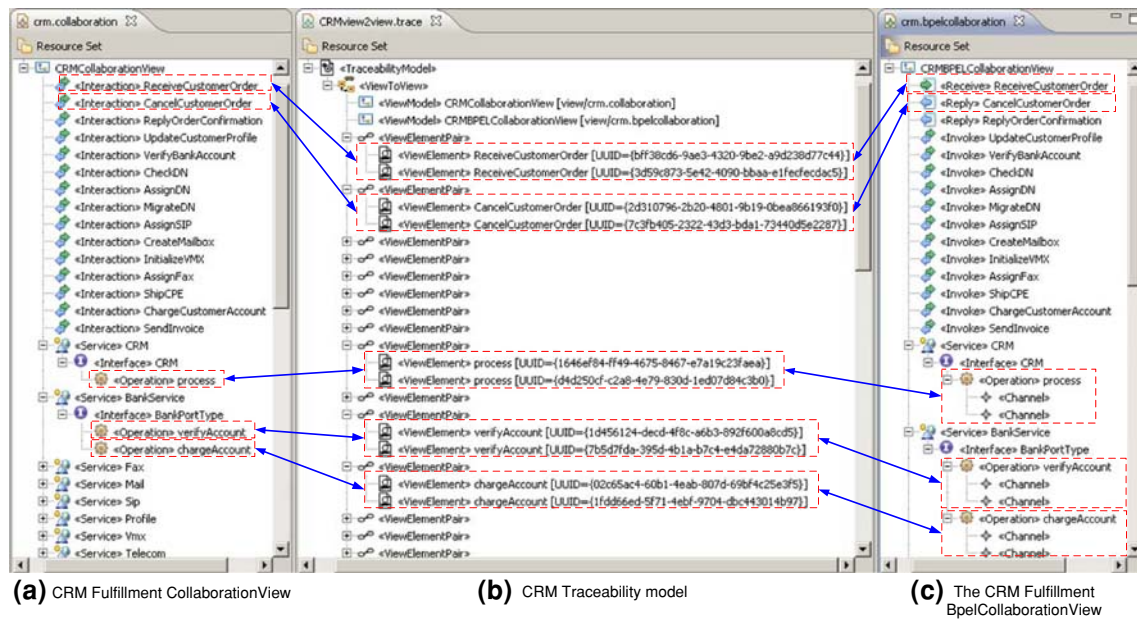 crm.collaboration
Resource Set
CRMCollaborationView
«Interaction» ReceiveCustomerOrder
«Interaction» CancelCustomerOrder
«Interaction» ReplyOrderConfirmation
«Interaction» UpdateCustomerProfile
«Interaction» VerifyBankAccount
«Interaction» CheckDN
«Interaction» AssignDN
«Interaction» MigrateDN
«Interaction» AssignSIP
«Interaction» CreateMailbox
«Interaction» InitializeVMX
«Interaction» AssignFax
«Interaction» ShipCPE
«Interaction» ChargeCustomerAccount
«Interaction» SendInvoice
«Service» CRM
«Interface» CRM
«Operation» process
«Service» BankService
«Interface» BankPortType
«Operation» verifyAccount
«Operation» chargeAccount
«Service» Fax
«Service» Mail
«Service» Sip
«Service» Profile
«Service» Vmx
«Service» Telecom
(a) CRM Fulfillment CollaborationView
CRMview2view.trace
Resource Set
«TraceabilityModel»
«ViewToView»
«ViewModel» CRMCollaborationView [view/crm.collaboration]
«ViewModel» CRMBPELCollaborationView [view/crm.bpelcollaboration]
«ViewElementPair»
«ViewElement» ReceiveCustomerOrder [UUID={bff38cd6-9ae3-4320-9be2-a9d238d77c44}]
«ViewElement» ReceiveCustomerOrder [UUID={3d59c873-5e42-4090-bbaa-e1fecfecdac5}]
«ViewElementPair»
«ViewElement» CancelCustomerOrder [UUID={2d310796-2b20-4801-9b19-0bea866193f0}]
«ViewElement» CancelCustomerOrder [UUID={7c3fb405-2322-43d3-bda1-73440d5e2287}]
«ViewElementPair»
«ViewElementPair»
«ViewElementPair»
«ViewElementPair»
«ViewElementPair»
«ViewElementPair»
«ViewElement» process [UUID={1646ef84-ff49-4675-8467-e7a19c23faea}]
«ViewElement» process [UUID={d4d250cf-c2a8-4e79-830d-1ed07d84c3b0}]
«ViewElementPair»
«ViewElementPair»
«ViewElement» verifyAccount [UUID={1d456124-decd-4f8c-a6b3-892f600a8cd5}]
«ViewElement» verifyAccount [UUID={7b5d7fda-395d-4b1a-b7c4-e4da72880b7c}]
«ViewElementPair»
«ViewElement» chargeAccount [UUID={02c65ac4-60b1-4eab-807d-69bf4c25e3f5}]
«ViewElement» chargeAccount [UUID={1fdd66ed-5f71-4ebf-9704-dbc443014b97}]
«ViewElementPair»
«ViewElementPair»
«ViewElementPair»
(b) CRM Traceability model
crm.bpelcollaboration
Resource Set
CRMBPELCollaborationView
«Receive» ReceiveCustomerOrder
«Reply» CancelCustomerOrder
«Reply» ReplyOrderConfirmation
«Invoke» UpdateCustomerProfile
«Invoke» VerifyBankAccount
«Invoke» CheckDN
«Invoke» AssignDN
«Invoke» MigrateDN
«Invoke» AssignSIP
«Invoke» CreateMailbox
«Invoke» InitializeVMX
«Invoke» AssignFax
«Invoke» ShipCPE
«Invoke» ChargeCustomerAccount
«Invoke» SendInvoice
«Service» CRM
«Interface» CRM
«Operation» process
«Channel»
«Channel»
«Service» BankService
«Interface» BankPortType
«Operation» verifyAccount
«Channel»
«Channel»
«Operation» chargeAccount
«Channel»
«Channel»
(c) The CRM Fulfillment
BpelCollaborationView